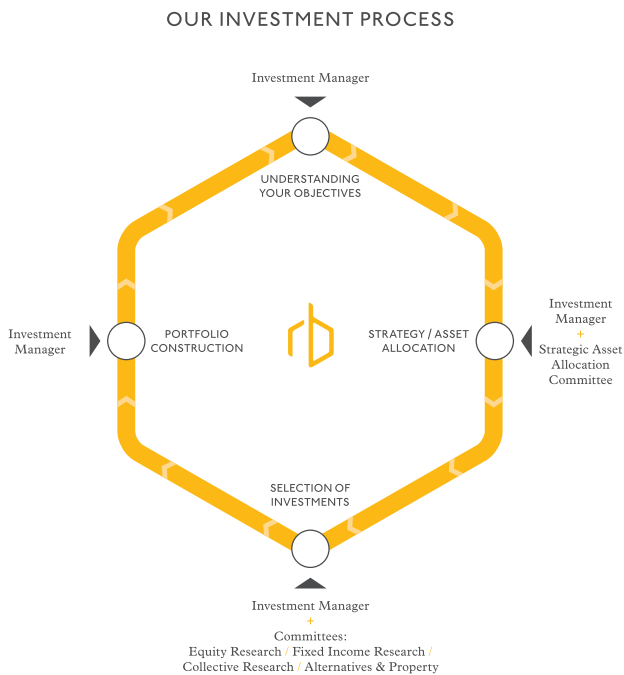 OUR INVESTMENT PROCESS
Investment Manager
UNDERSTANDING
YOUR OBJECTIVES
Investment
Manager
PORTFOLIO
CONSTRUCTION
STRATEGY / ASSET
ALLOCATION
Investment
Manager
+
Strategic Asset
Allocation
Committee
SELECTION OF
INVESTMENTS
Investment Manager
+
Committees:
Equity Research / Fixed Income Research /
Collective Research / Alternatives & Property